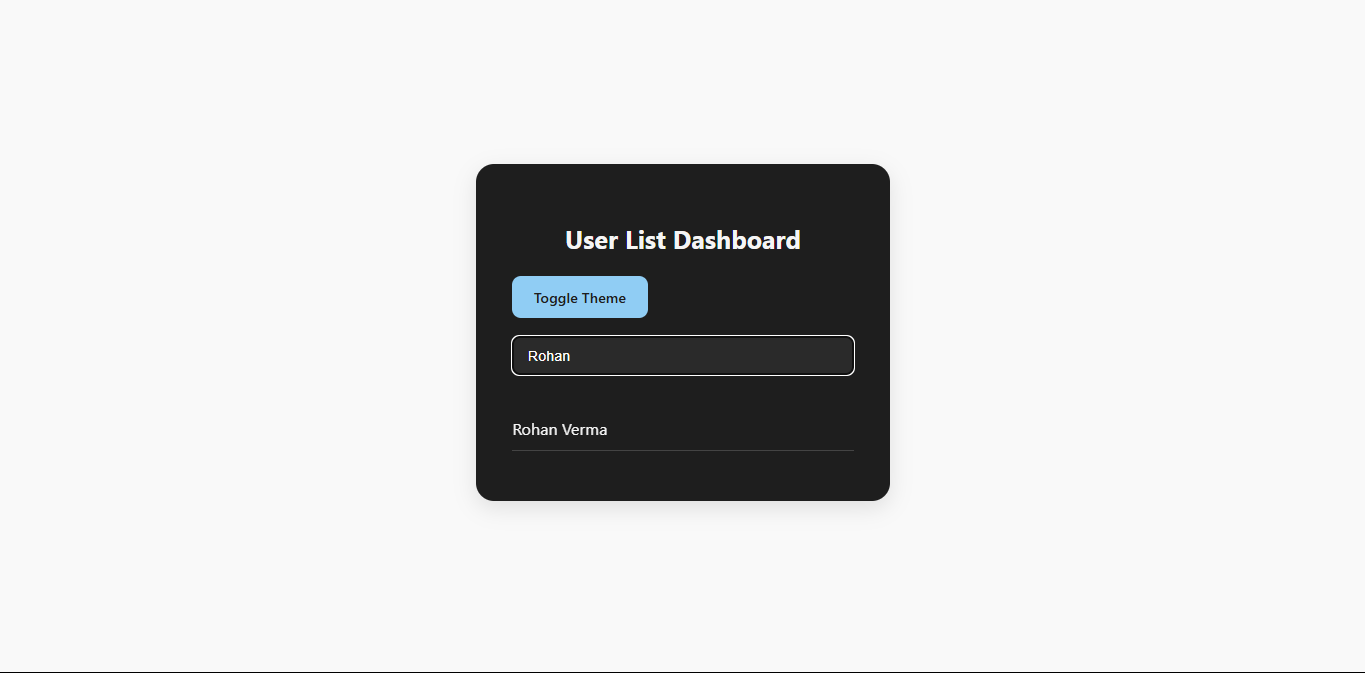 User List Dashboard
Toggle Theme
Rohan
Rohan Verma